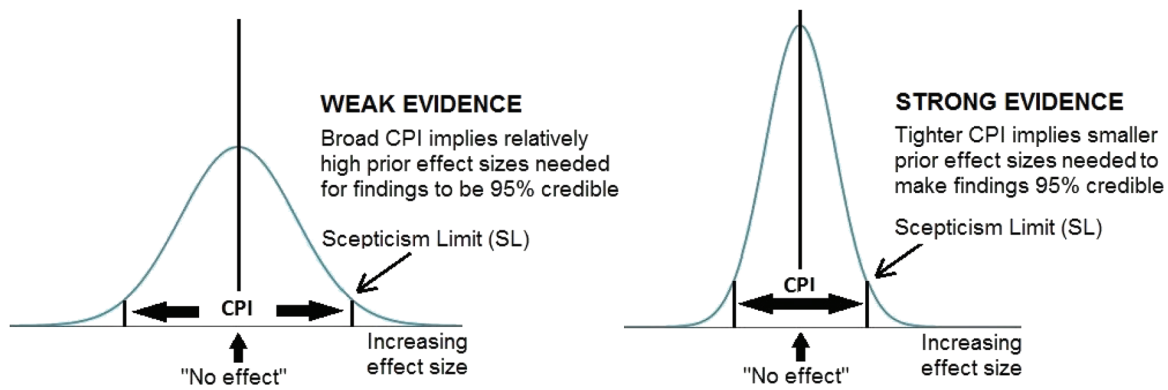 WEAK EVIDENCE
Broad CPI implies relatively
high prior effect sizes needed
for findings to be 95% credible
Scepticism Limit (SL)
CPI
Increasing
effect size
"No effect"
STRONG EVIDENCE
Tighter CPI implies smaller
prior effect sizes needed to
make findings 95% credible
Scepticism Limit (SL)
CPI
Increasing
effect size
"No effect"